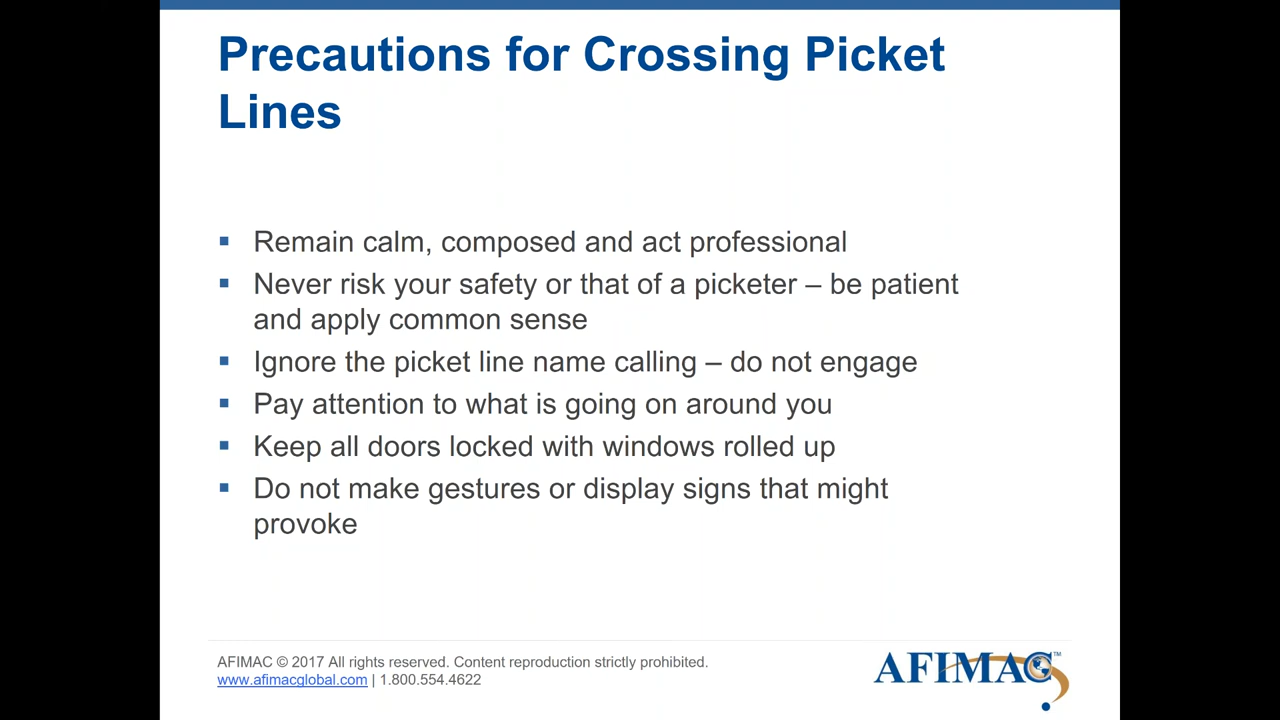 Precautions for Crossing Picket
Lines
▪ Remain calm, composed and act professional
▪ Never risk your safety or that of a picketer – be patient
and apply common sense
▪ Ignore the picket line name calling – do not engage
▪ Pay attention to what is going on around you
▪ Keep all doors locked with windows rolled up
▪ Do not make gestures or display signs that might
provoke
AFIMAC © 2017 All rights reserved. Content reproduction strictly prohibited.
www.afimacglobal.com | 1.800.554.4622
AFIMAC™